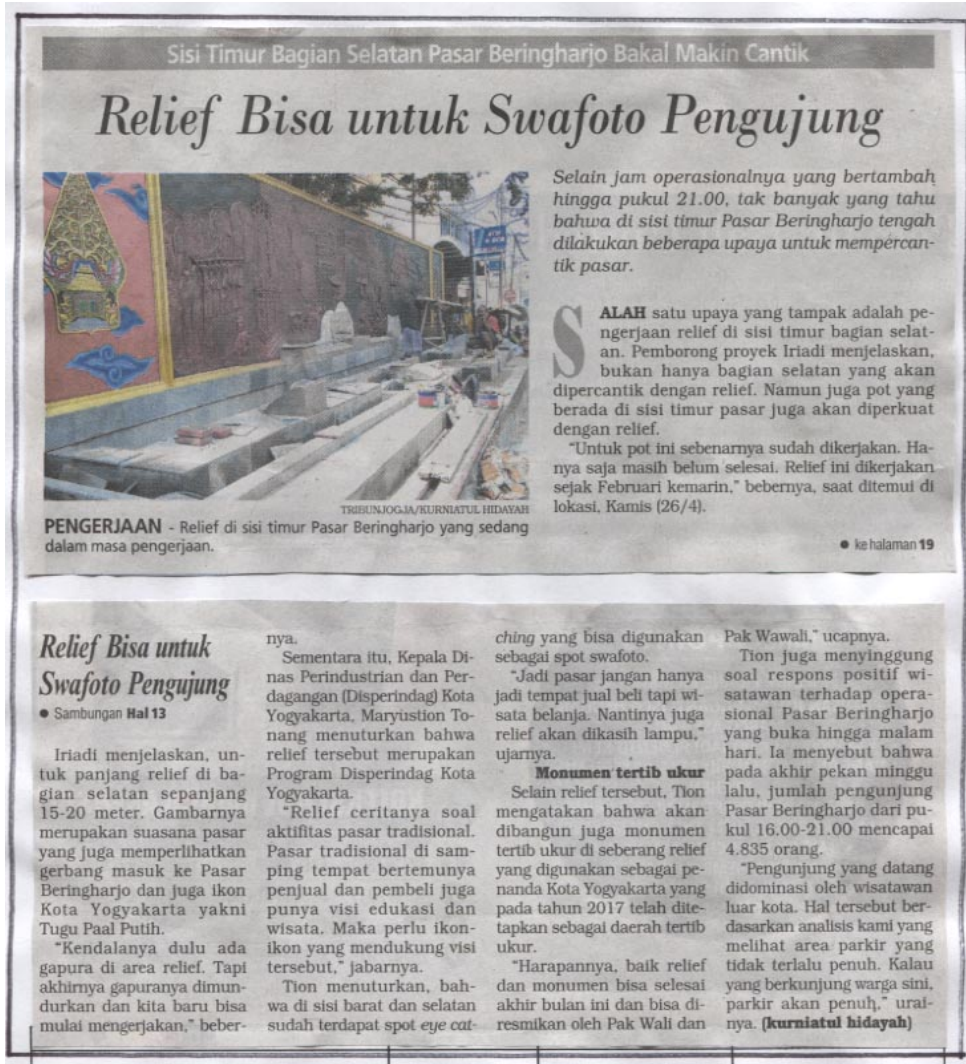 Sisi Timur Bagian Selatan Pasar Beringharjo Bakal Makin Cantik
Relief Bisa untuk Swafoto Pengujung
Selain jam operasionalnya yang bertambah
hingga pukul 21.00, tak banyak yang tahu
bahwa di sisi timur Pasar Beringharjo tengah
dilakukan beberapa upaya untuk mempercan-
tik pasar.
SALAH satu upaya yang tampak adalah pe-
ngerjaan relief di sisi timur bagian selat-
an. Pemborong proyek Iriadi menjelaskan,
bukan hanya bagian selatan yang akan
dipercantik dengan relief. Namun juga pot yang
berada di sisi timur pasar juga akan diperkuat
dengan relief.
"Untuk pot ini sebenarnya sudah dikerjakan. Ha-
nya saja masih belum selesai. Relief ini dikerjakan
sejak Februari kemarin," bebernya, saat ditemui di
lokasi, Kamis (26/4).
● ke halaman 19
TRIBUNJOGJA/KURNIATUL HIDAYAH
PENGERJAAN - Relief di sisi timur Pasar Beringharjo yang sedang
dalam masa pengerjaan.
Relief Bisa untuk
Swafoto Pengujung
● Sambungan Hal 13
Iriadi menjelaskan, un-
tuk panjang relief di ba-
gian selatan sepanjang
15-20 meter. Gambarnya
merupakan suasana pasar
yang juga memperlihatkan
gerbang masuk ke Pasar
Beringharjo dan juga ikon
Kota Yogyakarta yakni
Tugu Paal Putih.
"Kendalanya dulu ada
gapura di area relief. Tapi
akhirnya gapuranya dimun-
durkan dan kita baru bisa
mulai mengerjakan," beber-
nya.
Sementara itu, Kepala Di-
nas Perindustrian dan Per-
dagangan (Disperindag) Kota
Yogyakarta, Maryustion To-
nang menuturkan bahwa
relief tersebut merupakan
Program Disperindag Kota
Yogyakarta.
"Relief ceritanya soal
aktifitas pasar tradisional.
Pasar tradisional di sam-
ping tempat bertemunya
penjual dan pembeli juga
punya visi edukasi dan
wisata. Maka perlu ikon-
ikon yang mendukung visi
tersebut," jabarnya.
Tion menuturkan, bah-
wa di sisi barat dan selatan
sudah terdapat spot eye cat-
ching yang bisa digunakan
sebagai spot swafoto.
"Jadi pasar jangan hanya
jadi tempat jual beli tapi wi-
sata belanja. Nantinya juga
relief akan dikasih lampu,"
ujarnya.
Monumen tertib ukur
Selain relief tersebut, Tion
mengatakan bahwa akan
dibangun juga monumen
tertib ukur di seberang relief
yang digunakan sebagai pe-
nanda Kota Yogyakarta yang
pada tahun 2017 telah dite-
tapkan sebagai daerah tertib
ukur.
"Harapannya, baik relief
dan monumen bisa selesai
akhir bulan ini dan bisa di-
resmikan oleh Pak Wali dan
Pak Wawali," ucapnya.
Tion juga menyinggung
soal respons positif wi-
satawan terhadap opera-
sional Pasar Beringharjo
yang buka hingga malam
hari. Ia menyebut bahwa
pada akhir pekan minggu
lalu, jumlah pengunjung
Pasar Beringharjo dari pu-
kul 16.00-21.00 mencapai
4.835 orang.
"Pengunjung yang datang
didominasi oleh wisatawan
luar kota. Hal tersebut ber-
dasarkan analisis kami yang
melihat area parkir yang
tidak terlalu penuh. Kalau
yang berkunjung warga sini,
parkir akan penuh," urai-
nya. (kurniatul hidayah)